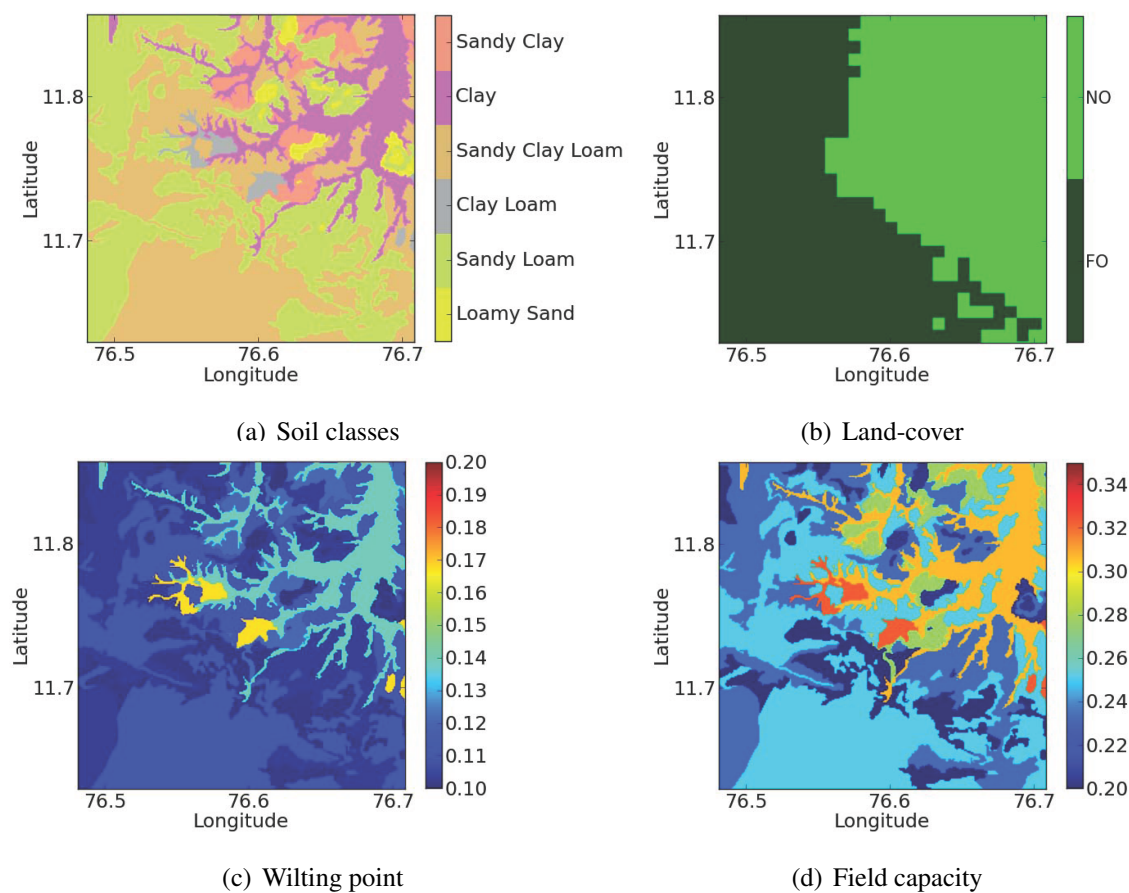 Sandy Clay
Clay
Sandy Clay Loam
Clay Loam
Sandy Loam
Loamy Sand
11.8
11.7
Latitude
76.5 76.6 76.7
Longitude
(a) Soil classes
NO
FO
11.8
11.7
Latitude
76.5 76.6 76.7
Longitude
(b) Land-cover
0.20
0.19
0.18
0.17
0.16
0.15
0.14
0.13
0.12
0.11
0.10
11.8
11.7
Latitude
76.5 76.6 76.7
Longitude
(c) Wilting point
0.34
0.32
0.30
0.28
0.26
0.24
0.22
0.20
11.8
11.7
Latitude
76.5 76.6 76.7
Longitude
(d) Field capacity